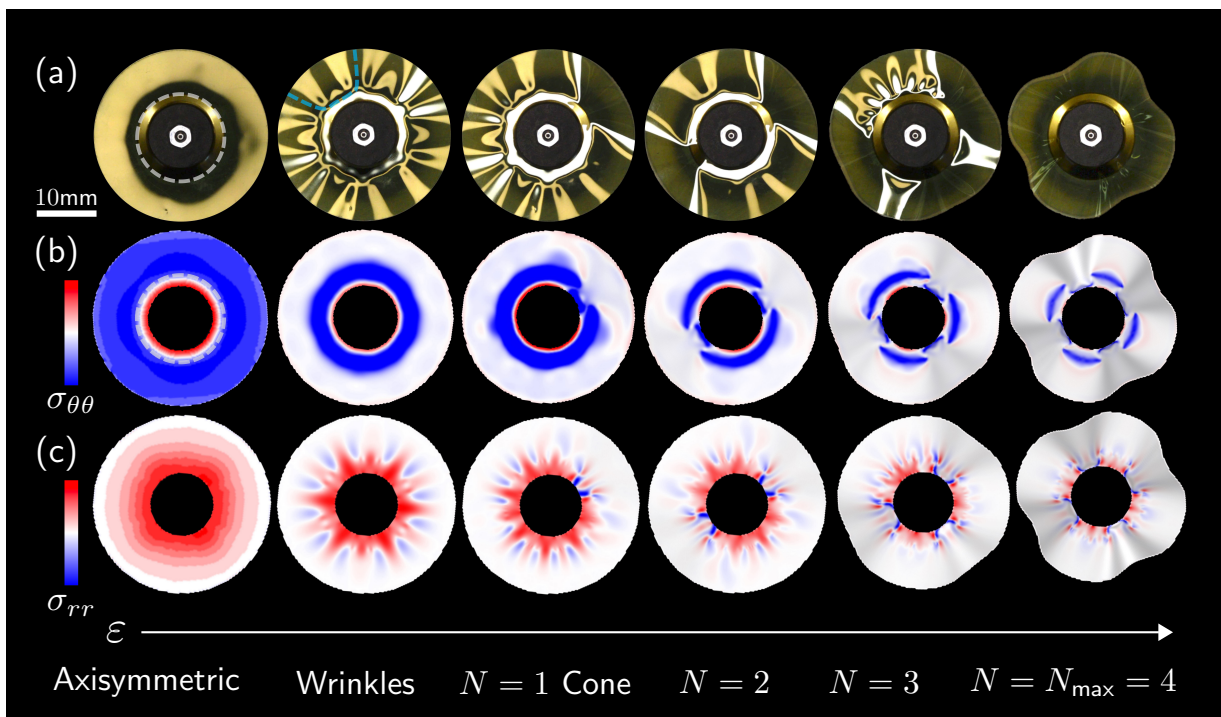 (a)
10mm
(b)
σθθ
(c)
σrr
ε
Axisymmetric Wrinkles N = 1 Cone N = 2 N = 3 N = Nmax = 4